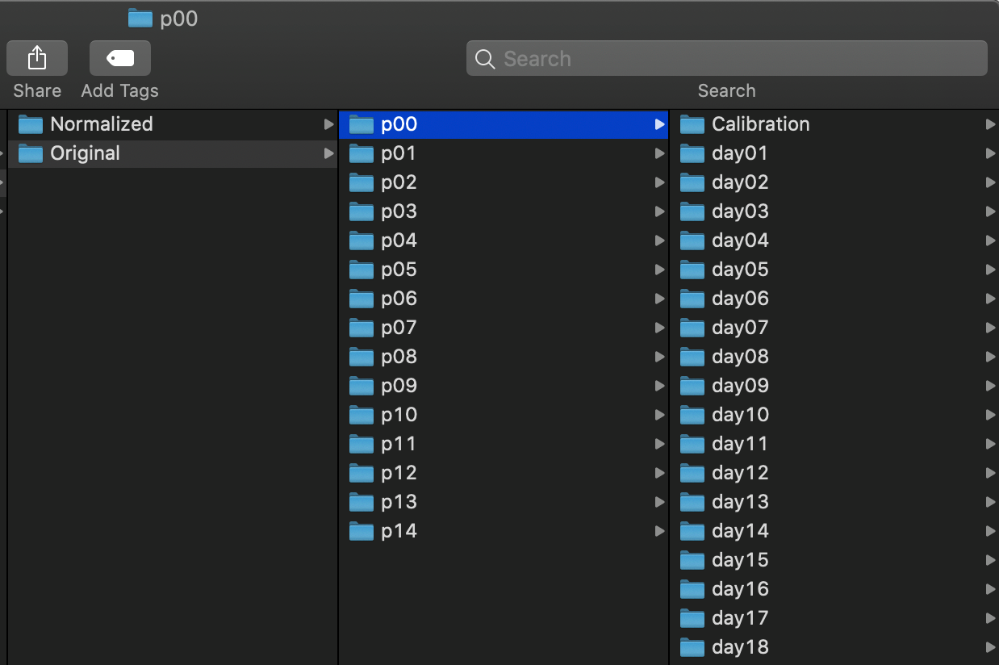 p00
Share
Add Tags
Search
Search
Normalized
Original
p00
p01
p02
p03
p04
p05
p06
p07
p08
p09
p10
p11
p12
p13
p14
Calibration
day01
day02
day03
day04
day05
day06
day07
day08
day09
day10
day11
day12
day13
day14
day15
day16
day17
day18